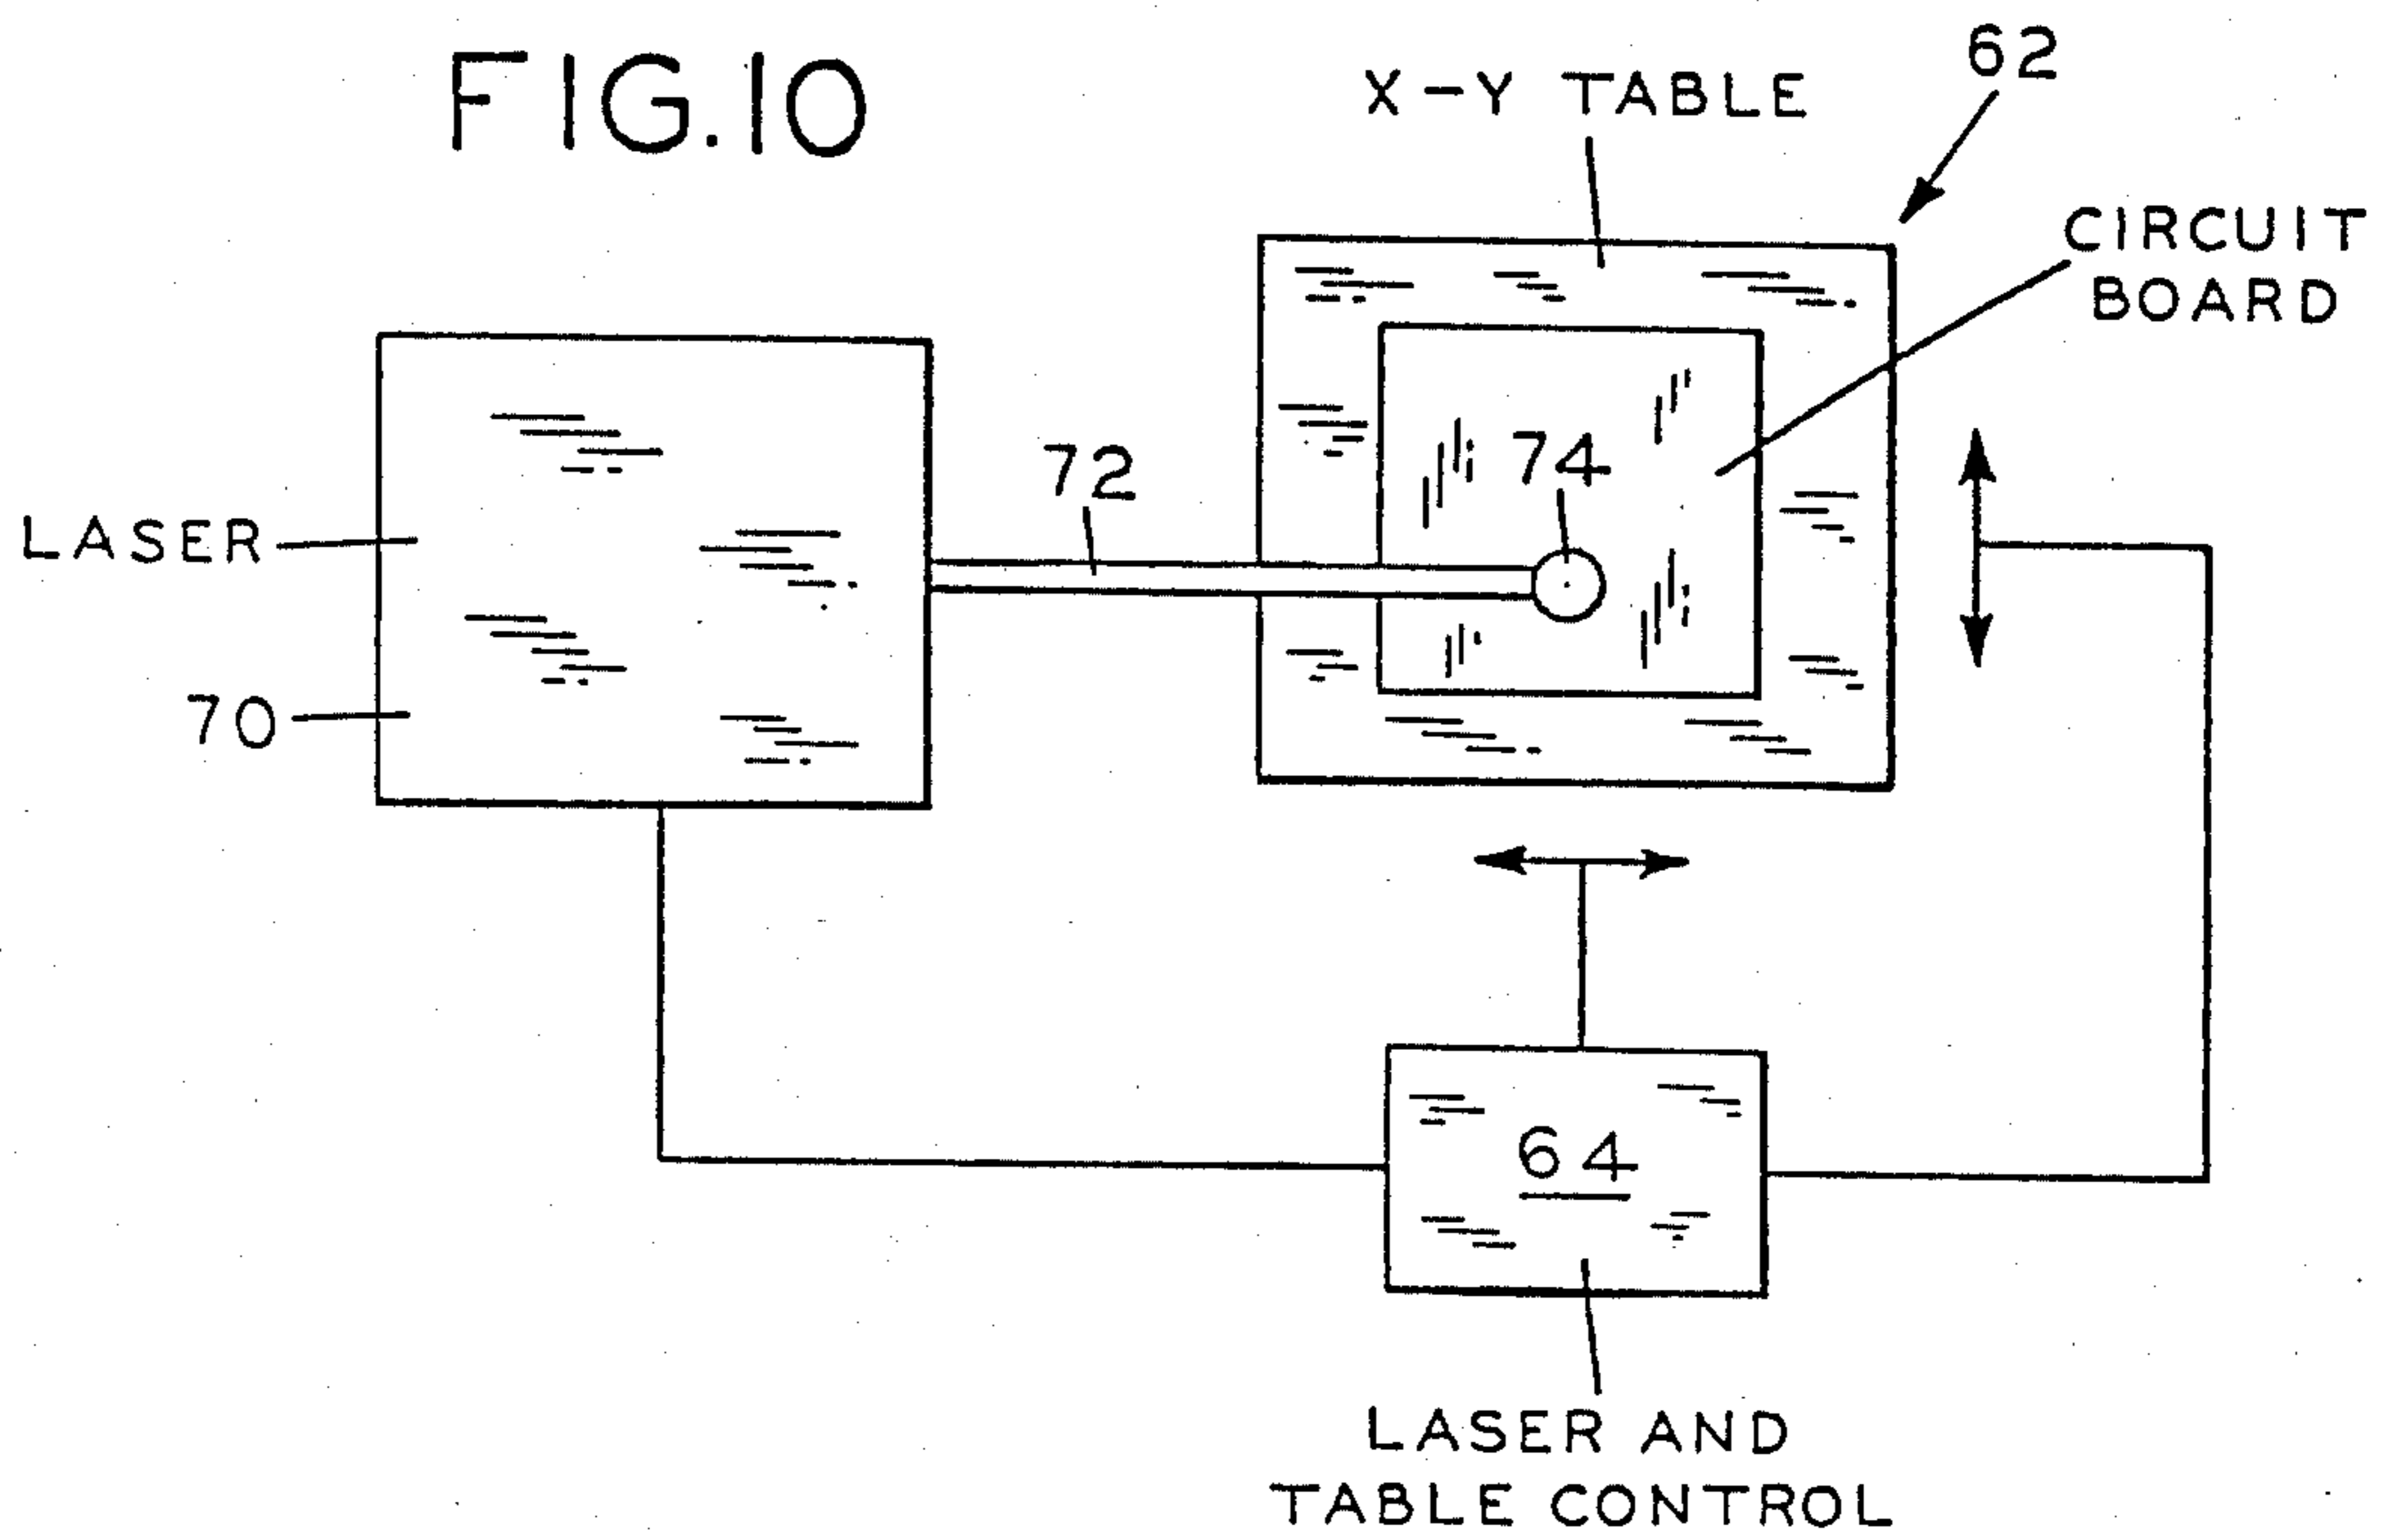 FIG.10
62
X-Y TABLE
CIRCUIT
BOARD
72
74
LASER
70
64
LASER AND
TABLE CONTROL